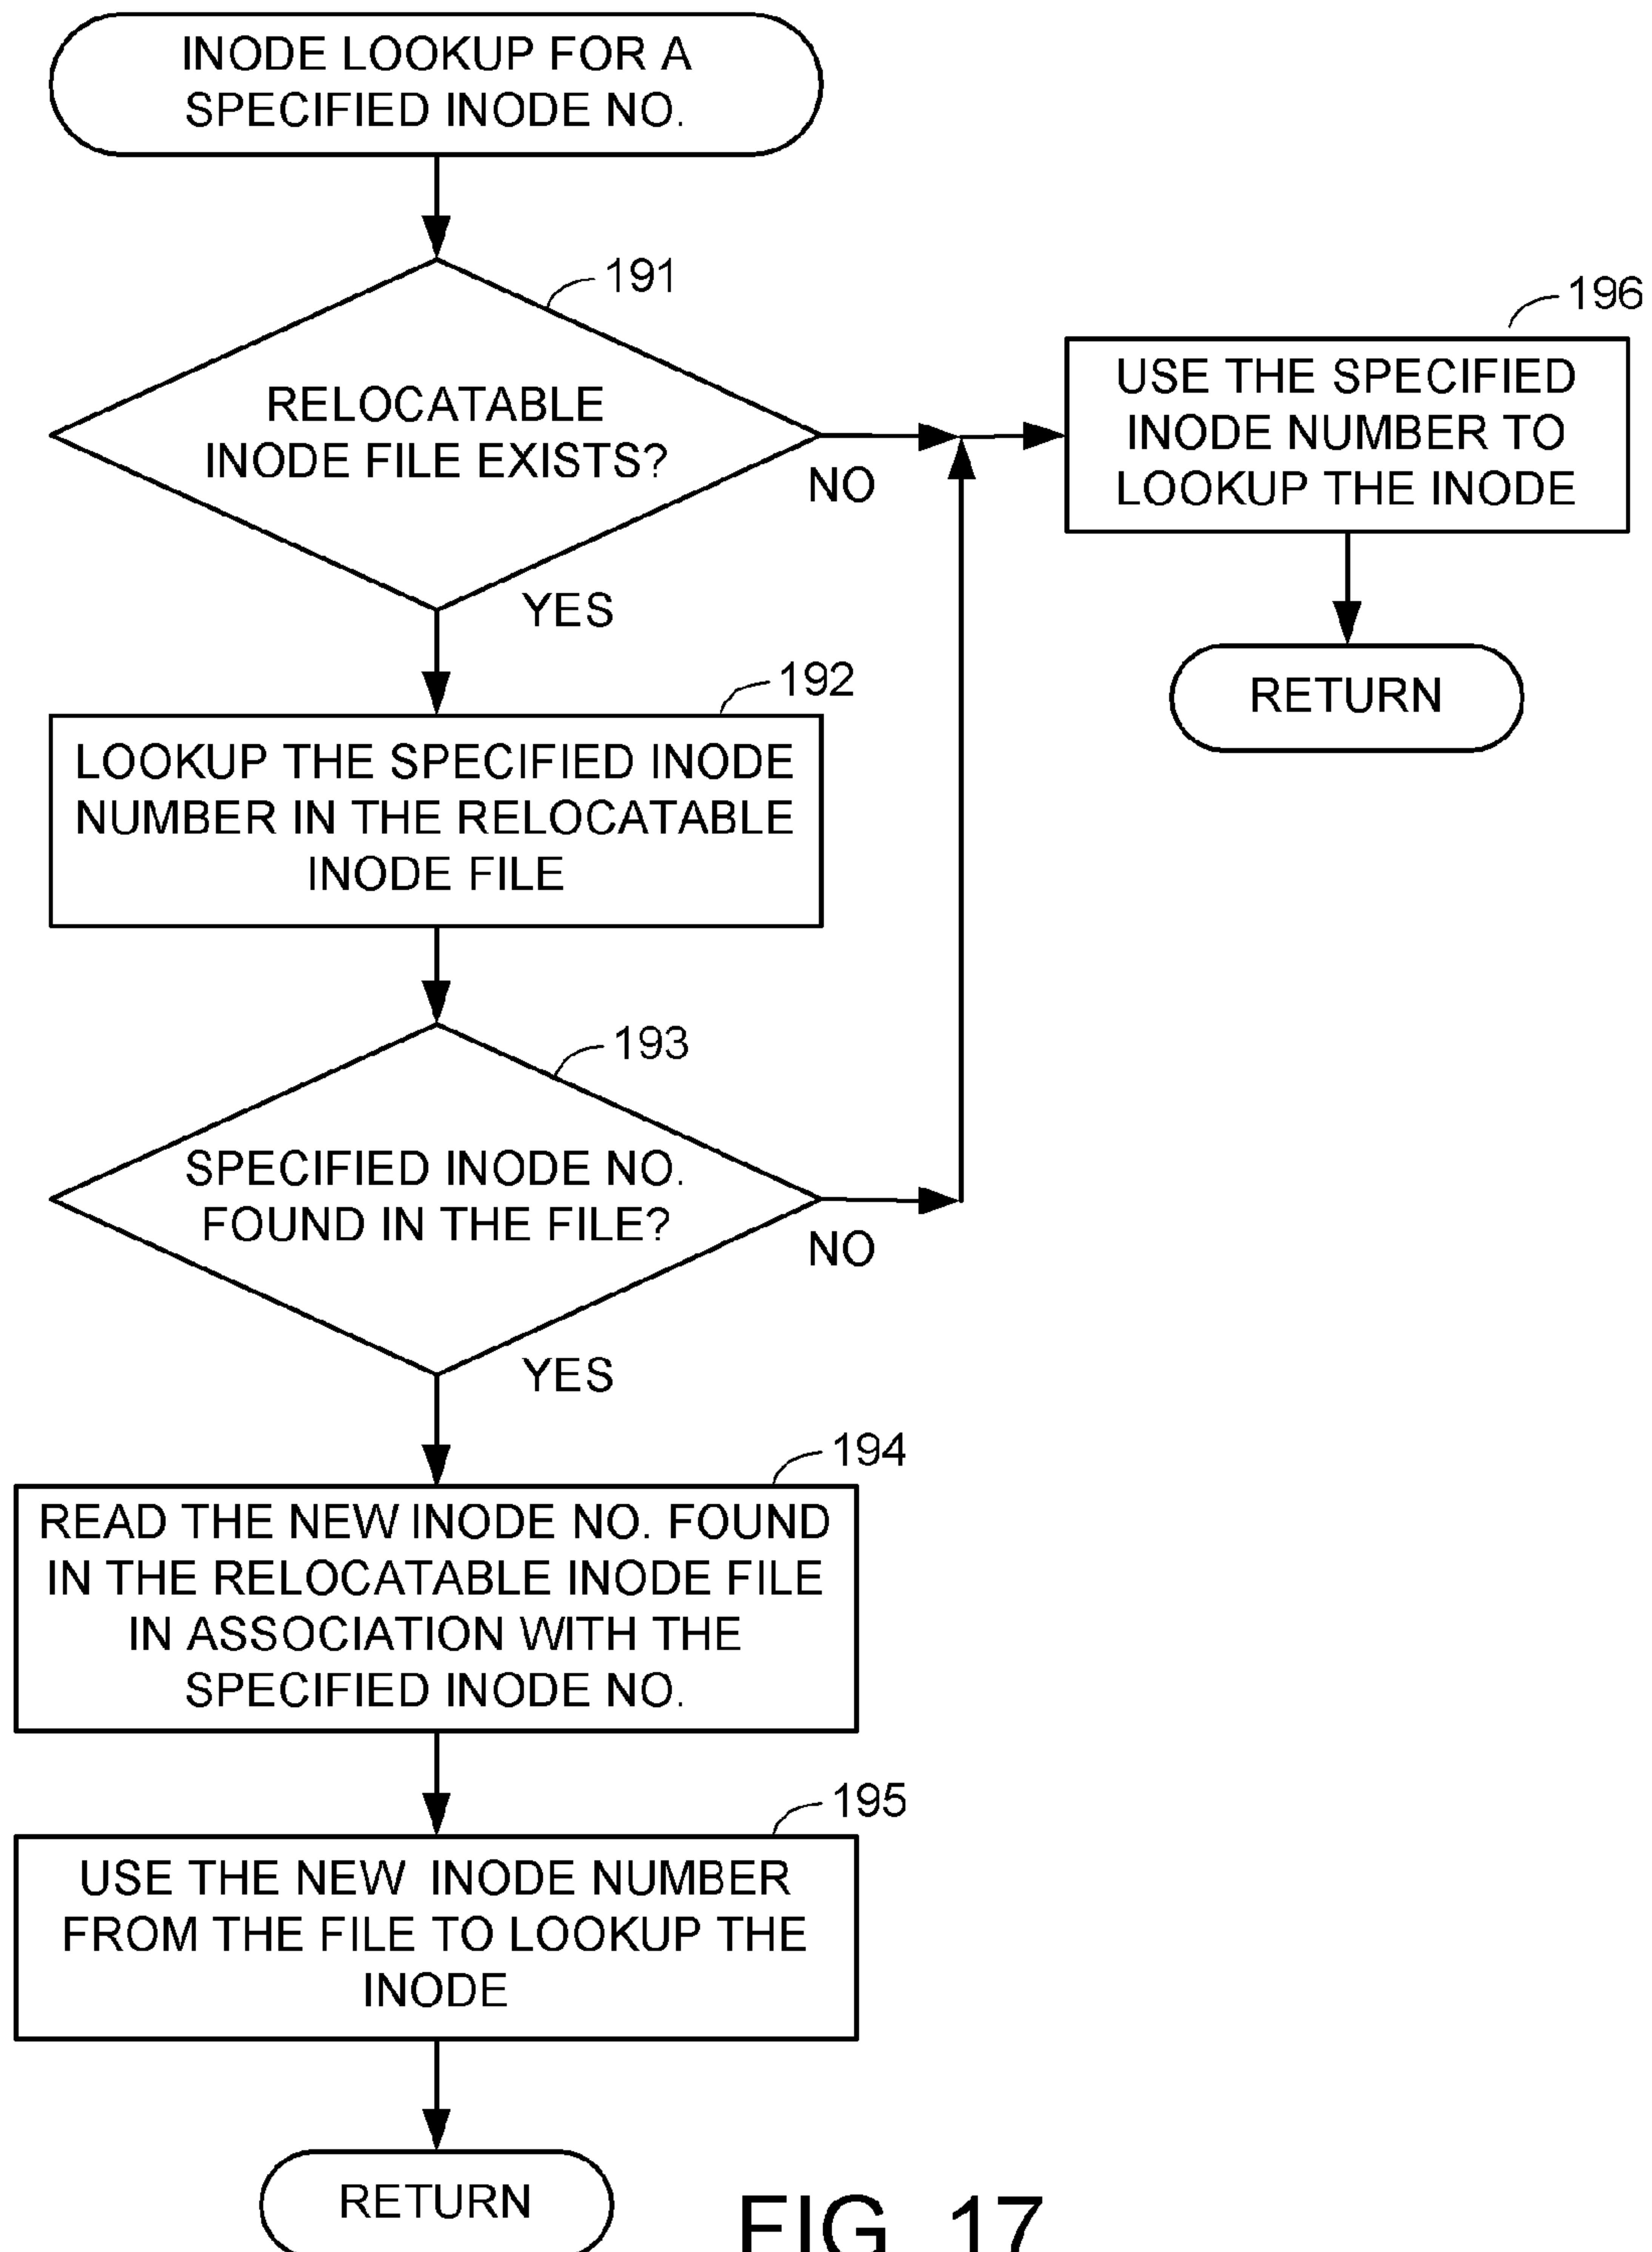 INODE LOOKUP FOR A
SPECIFIED INODE NO.
191
RELOCATABLE
INODE FILE EXISTS?
NO
YES
196
USE THE SPECIFIED
INODE NUMBER TO
LOOKUP THE INODE
RETURN
192
LOOKUP THE SPECIFIED INODE
NUMBER IN THE RELOCATABLE
INODE FILE
193
SPECIFIED INODE NO.
FOUND IN THE FILE?
NO
YES
194
READ THE NEW INODE NO. FOUND
IN THE RELOCATABLE INODE FILE
IN ASSOCIATION WITH THE
SPECIFIED INODE NO.
195
USE THE NEW INODE NUMBER
FROM THE FILE TO LOOKUP THE
INODE
RETURN
FIG. 17